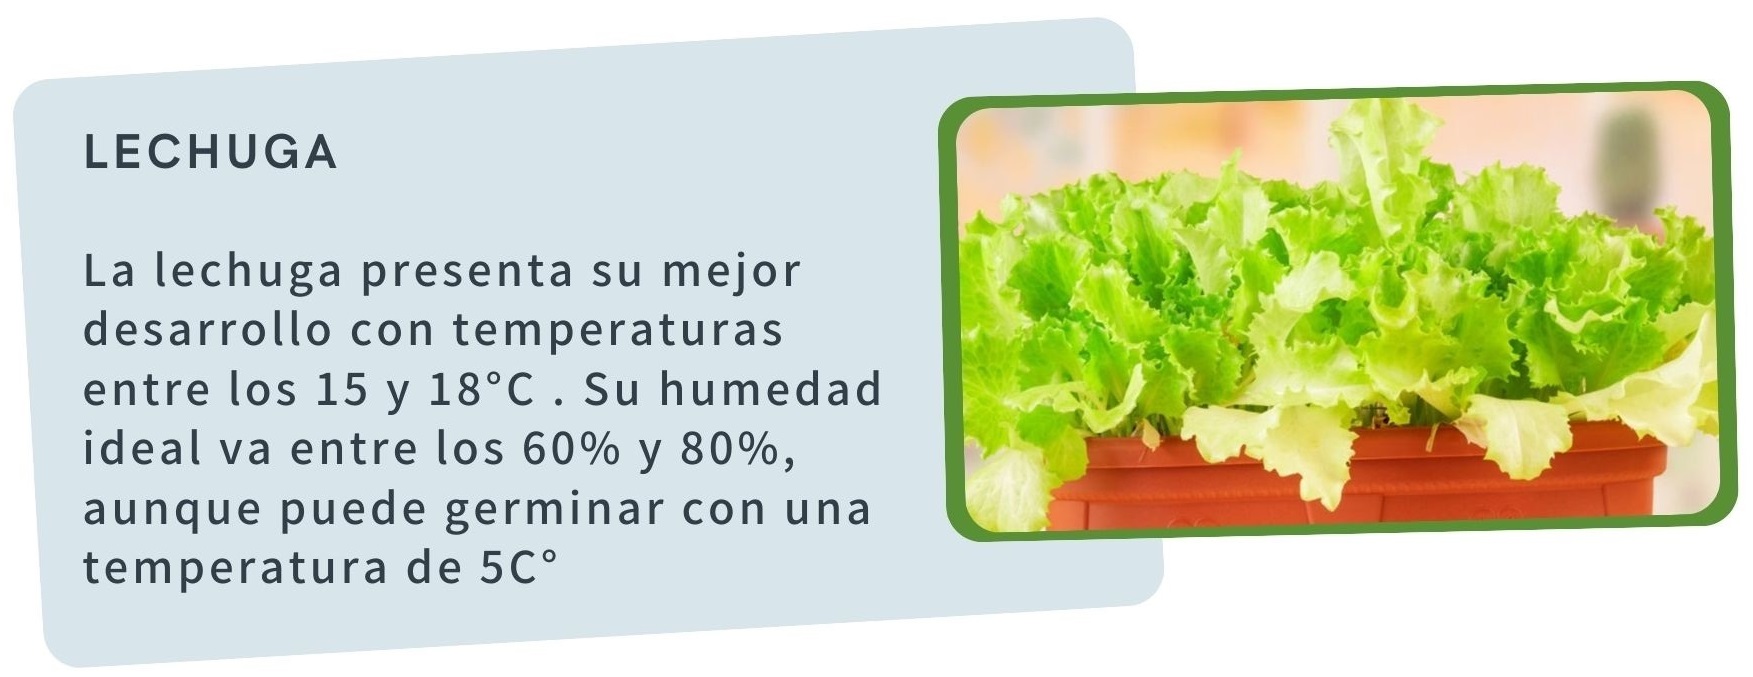 LECHUGA
La lechuga presenta su mejor
desarrollo con temperaturas
entre los 15 y 18°C . Su humedad
ideal va entre los 60% y 80%,
aunque puede germinar con una
temperatura de 5C°